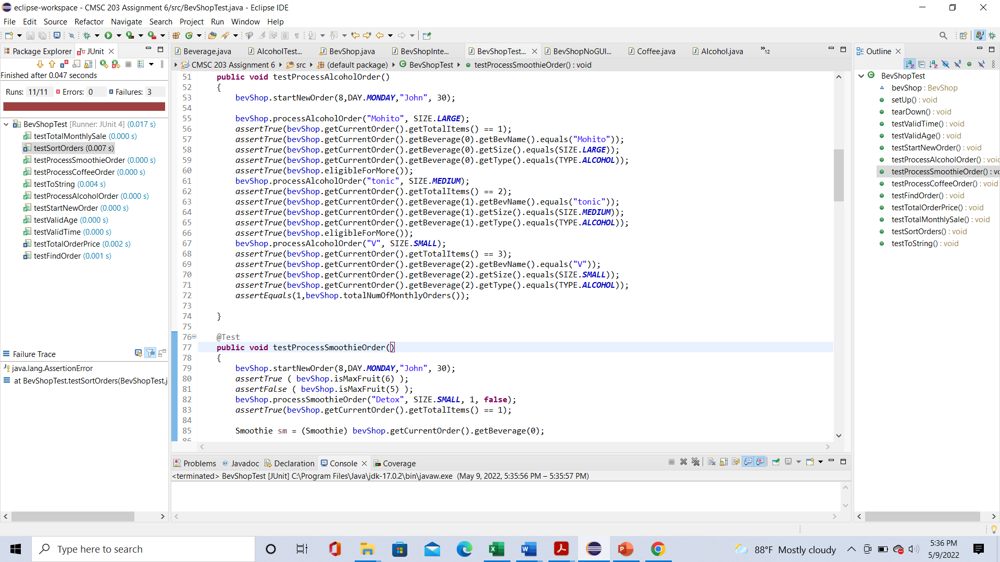 eclipse-workspace - CMSC 203 Assignment 6/src/BevShopTest.java - Eclipse IDE
File Edit Source Refactor Navigate Search Project Run Window Help
Package Explorer JUnit
Finished after 0.047 seconds
Runs: 11/11 Errors: 0 Failures: 3
BevShopTest [Runner: JUnit 4] (0.017 s)
testTotalMonthlySale (0.000 s)
testSortOrders (0.007 s)
testProcessSmoothieOrder (0.000 s)
testProcessCoffeeOrder (0.000 s)
testToString (0.004 s)
testProcessAlcoholOrder (0.000 s)
testStartNewOrder (0.000 s)
testValidAge (0.000 s)
testValidTime (0.000 s)
testTotalOrderPrice (0.002 s)
testFindOrder (0.001 s)
Failure Trace
java.lang.AssertionError
at BevShopTest.testSortOrders(BevShopTest.j
Beverage.java AlcoholTest... BevShop.java BevShopInte... BevShopTest... BevShopNoGUI... Coffee.java Alcohol.java »12
CMSC 203 Assignment 6 src (default package) BevShopTest testProcessSmoothieOrder() : void
51 public void testProcessAlcoholOrder()
52 {
53 bevShop.startNewOrder(8,DAY.MONDAY,"John", 30);
54
55 bevShop.processAlcoholOrder("Mohito", SIZE.LARGE);
56 assertTrue(bevShop.getCurrentOrder().getTotalItems() == 1);
57 assertTrue(bevShop.getCurrentOrder().getBeverage(0).getBevName().equals("Mohito"));
58 assertTrue(bevShop.getCurrentOrder().getBeverage(0).getSize().equals(SIZE.LARGE));
59 assertTrue(bevShop.getCurrentOrder().getBeverage(0).getType().equals(TYPE.ALCOHOL));
60 assertTrue(bevShop.eligibleForMore());
61 bevShop.processAlcoholOrder("tonic", SIZE.MEDIUM);
62 assertTrue(bevShop.getCurrentOrder().getTotalItems() == 2);
63 assertTrue(bevShop.getCurrentOrder().getBeverage(1).getBevName().equals("tonic"));
64 assertTrue(bevShop.getCurrentOrder().getBeverage(1).getSize().equals(SIZE.MEDIUM));
65 assertTrue(bevShop.getCurrentOrder().getBeverage(1).getType().equals(TYPE.ALCOHOL));
66 assertTrue(bevShop.eligibleForMore());
67 bevShop.processAlcoholOrder("V", SIZE.SMALL);
68 assertTrue(bevShop.getCurrentOrder().getTotalItems() == 3);
69 assertTrue(bevShop.getCurrentOrder().getBeverage(2).getBevName().equals("V"));
70 assertTrue(bevShop.getCurrentOrder().getBeverage(2).getSize().equals(SIZE.SMALL));
71 assertTrue(bevShop.getCurrentOrder().getBeverage(2).getType().equals(TYPE.ALCOHOL));
72 assertEquals(1,bevShop.totalNumOfMonthlyOrders());
73
74 }
75
76 @Test
77 public void testProcessSmoothieOrder()
78 {
79 bevShop.startNewOrder(8,DAY.MONDAY,"John", 30);
80 assertTrue ( bevShop.isMaxFruit(6) );
81 assertFalse ( bevShop.isMaxFruit(5) );
82 bevShop.processSmoothieOrder("Detox", SIZE.SMALL, 1, false);
83 assertTrue(bevShop.getCurrentOrder().getTotalItems() == 1);
84
85 Smoothie sm = (Smoothie) bevShop.getCurrentOrder().getBeverage(0);
86
Problems Javadoc Declaration Console Coverage
<terminated> BevShopTest [JUnit] C:\Program Files\Java\jdk-17.0.2\bin\javaw.exe (May 9, 2022, 5:35:56 PM – 5:35:57 PM)
Outline
BevShopTest
bevShop : BevShop
setUp() : void
tearDown() : void
testValidTime() : void
testValidAge() : void
testStartNewOrder() : void
testProcessAlcoholOrder() : void
testProcessSmoothieOrder() : vo
testProcessCoffeeOrder() : void
testFindOrder() : void
testTotalOrderPrice() : void
testTotalMonthlySale() : void
testSortOrders() : void
testToString() : void
Type here to search
88°F Mostly cloudy
5:36 PM
5/9/2022